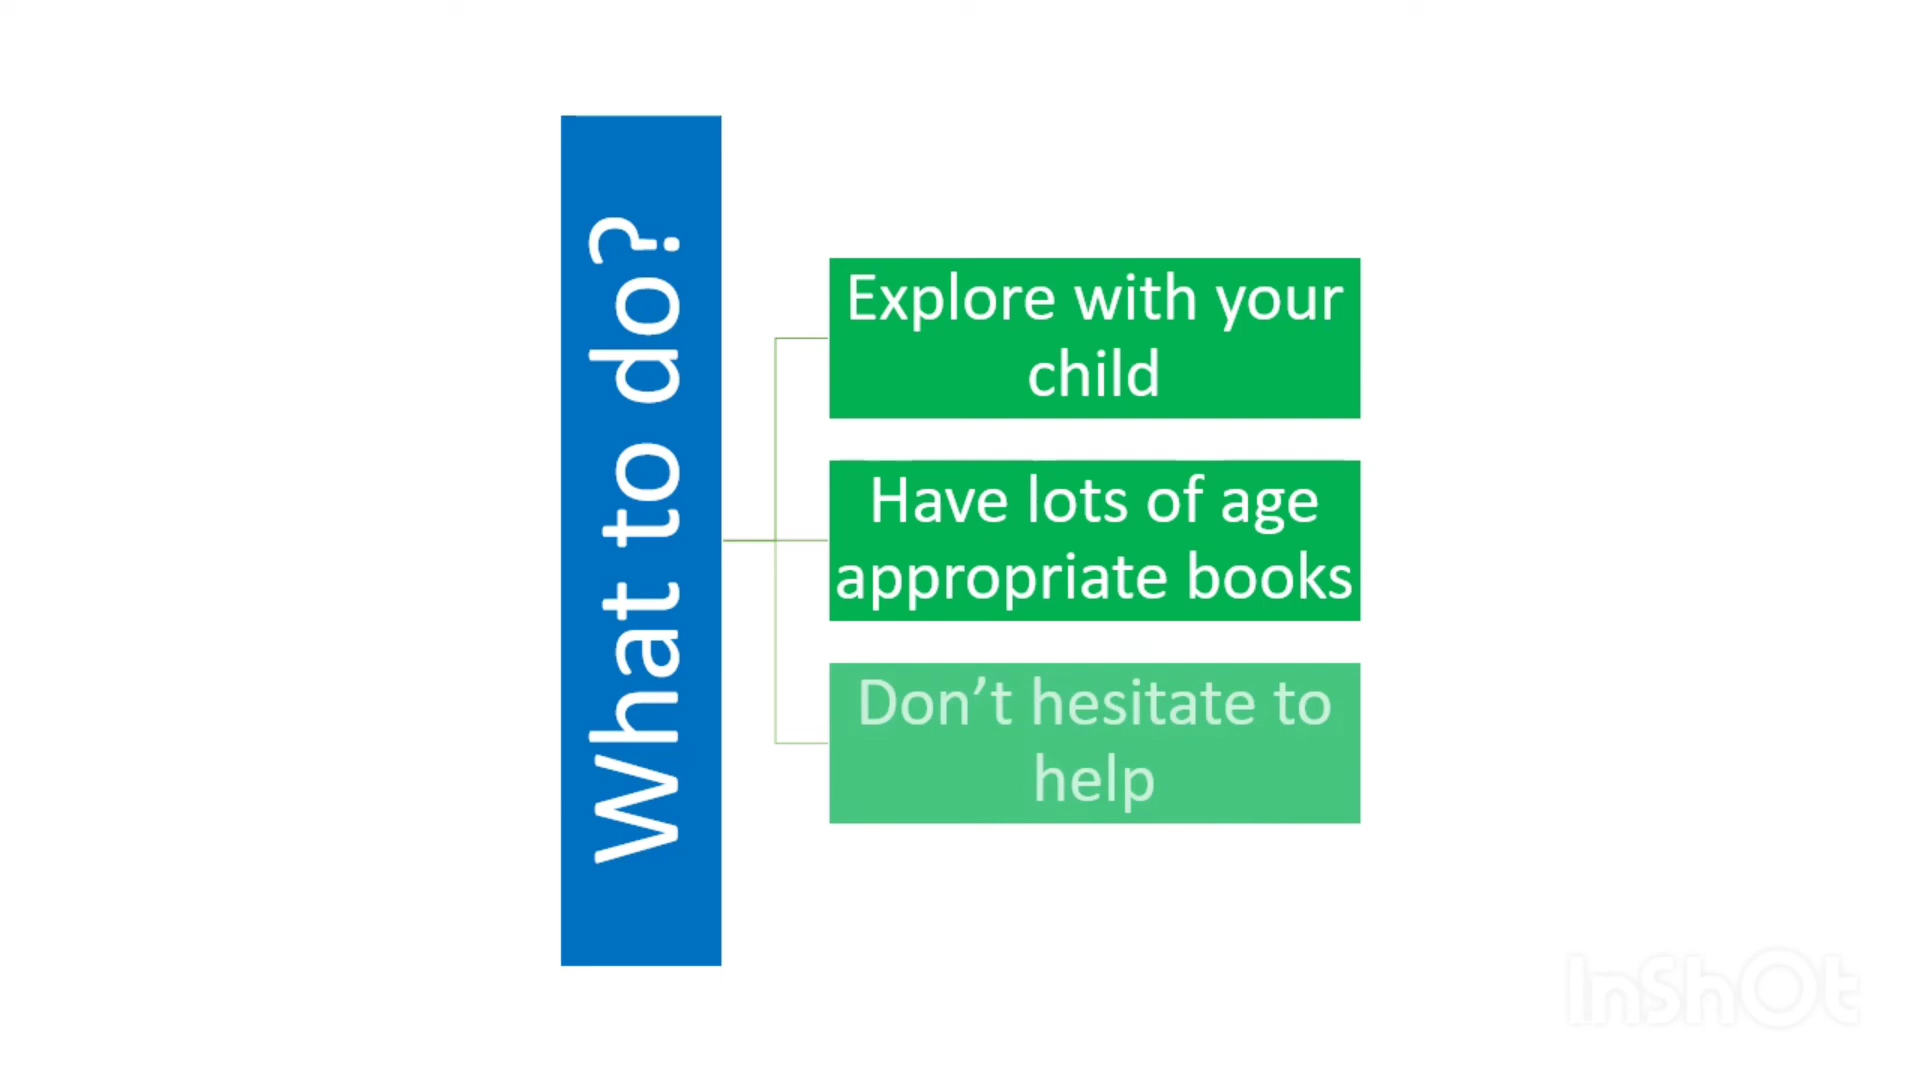 What to do?
Explore with your
child
Have lots of age
appropriate books
Don’t hesitate to
help
InShOt